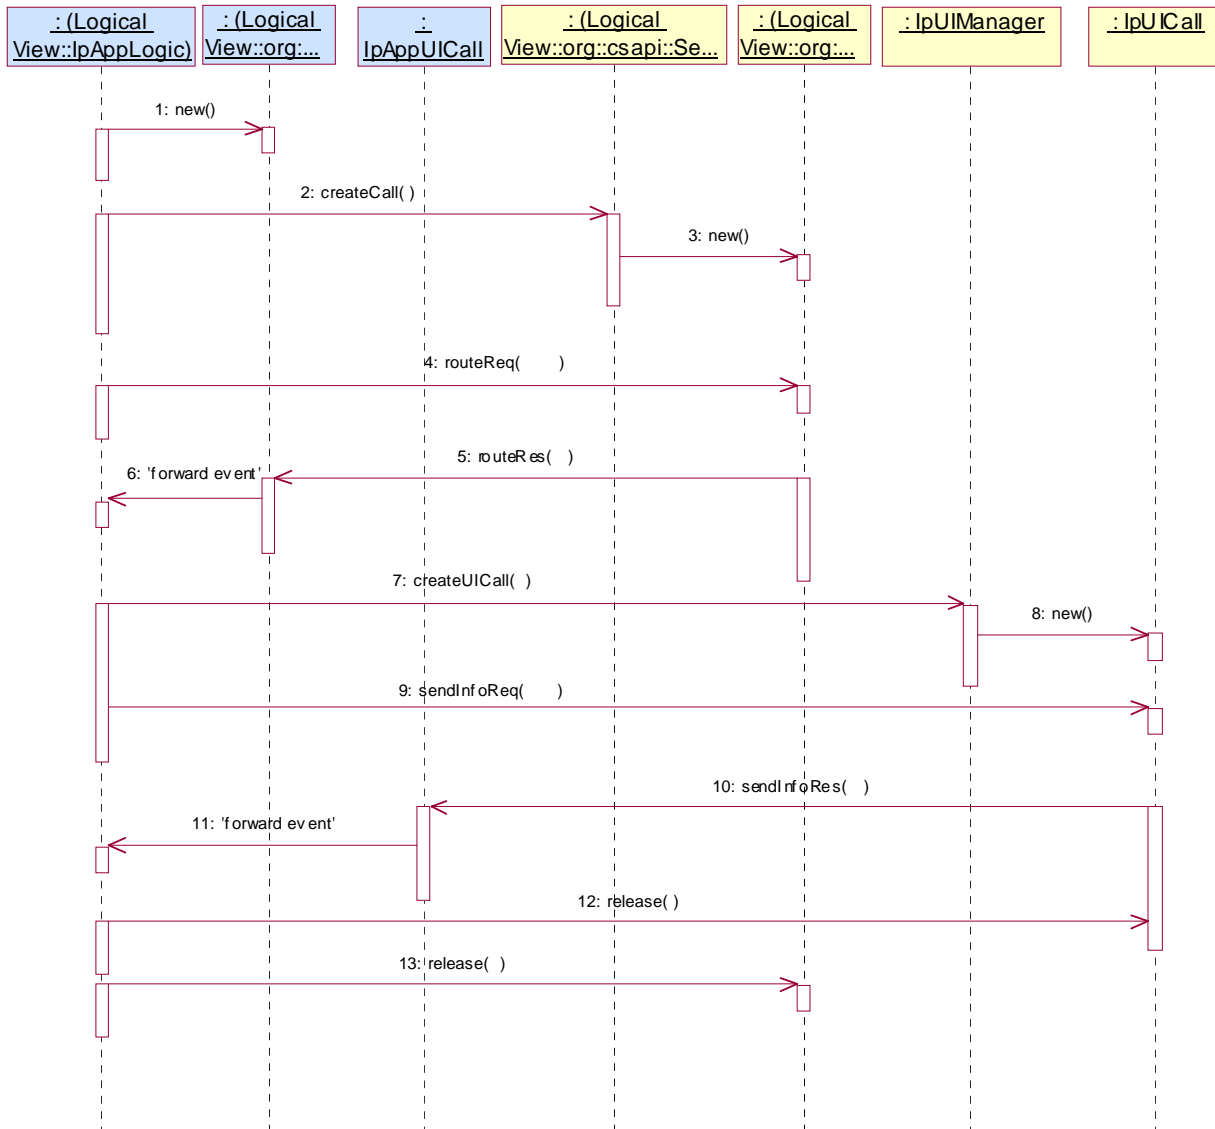 : (Logical
View::IpAppLogic)
: (Logical
View::org:...
:
IpAppUICall
: (Logical
View::org::csapi::Se...
: (Logical
View::org:...
: IpUIManager
: IpUICall
1: new()
2: createCall( )
3: new()
4: routeReq( )
5: routeRes( )
6: 'forward event'
7: createUICall( )
8: new()
9: sendInfoReq( )
10: sendInfoRes( )
11: 'forward event'
12: release( )
13: release( )